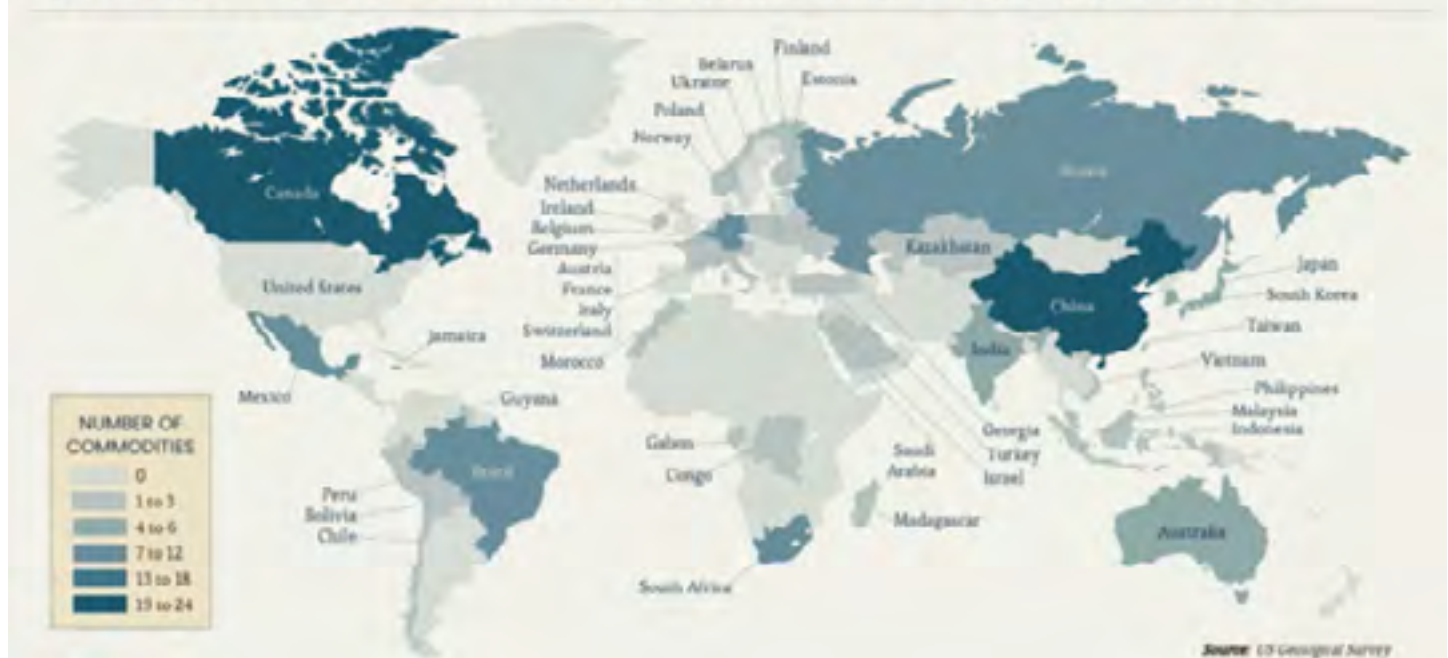 Finland
Belarus
Estonia
Poland
Norway
Netherlands
Ireland
Belgium
Germany
Austria
France
Italy
Switzerland
Morocco
Canada
United States
Mexico
Guyana
Kazakhstan
China
India
Japan
South Korea
Taiwan
Vietnam
Philippines
Malaysia
Indonesia
Georgia
Turkey
Israel
Saudi
Arabia
Gabon
Congo
Madagascar
South Africa
Australia
Peru
Bolivia
Chile
Brazil
Russia
NUMBER OF
COMMODITIES
0
1 to 3
4 to 6
7 to 12
13 to 18
19 to 24
Source: US Geological Survey